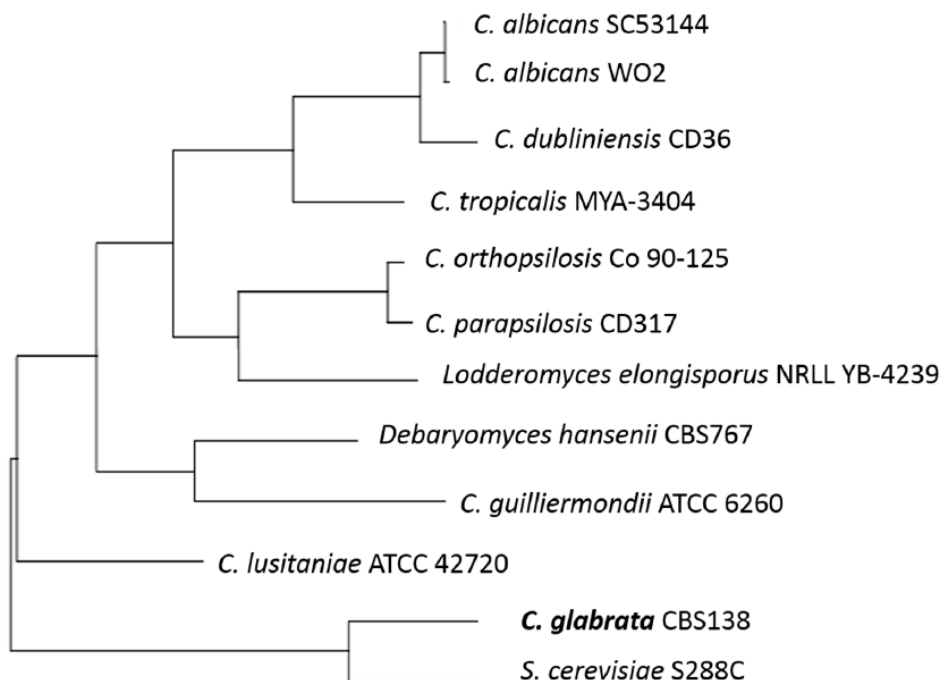 C. albicans SC53144
C. albicans WO2
C. dubliniensis CD36
C. tropicalis MYA-3404
C. orthopsilosis Co 90-125
C. parapsilosis CD317
Lodderomyces elongisporus NRLL YB-4239
Debaryomyces hansenii CBS767
C. guilliermondii ATCC 6260
C. lusitaniae ATCC 42720
C. glabrata CBS138
S. cerevisiae S288C